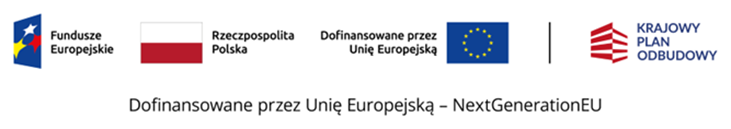 Fundusze
Europejskie
Rzeczpospolita
Polska
Dofinansowane przez
Unię Europejską
KRAJOWY
PLAN
ODBUDOWY
Dofinansowane przez Unię Europejską – NextGenerationEU